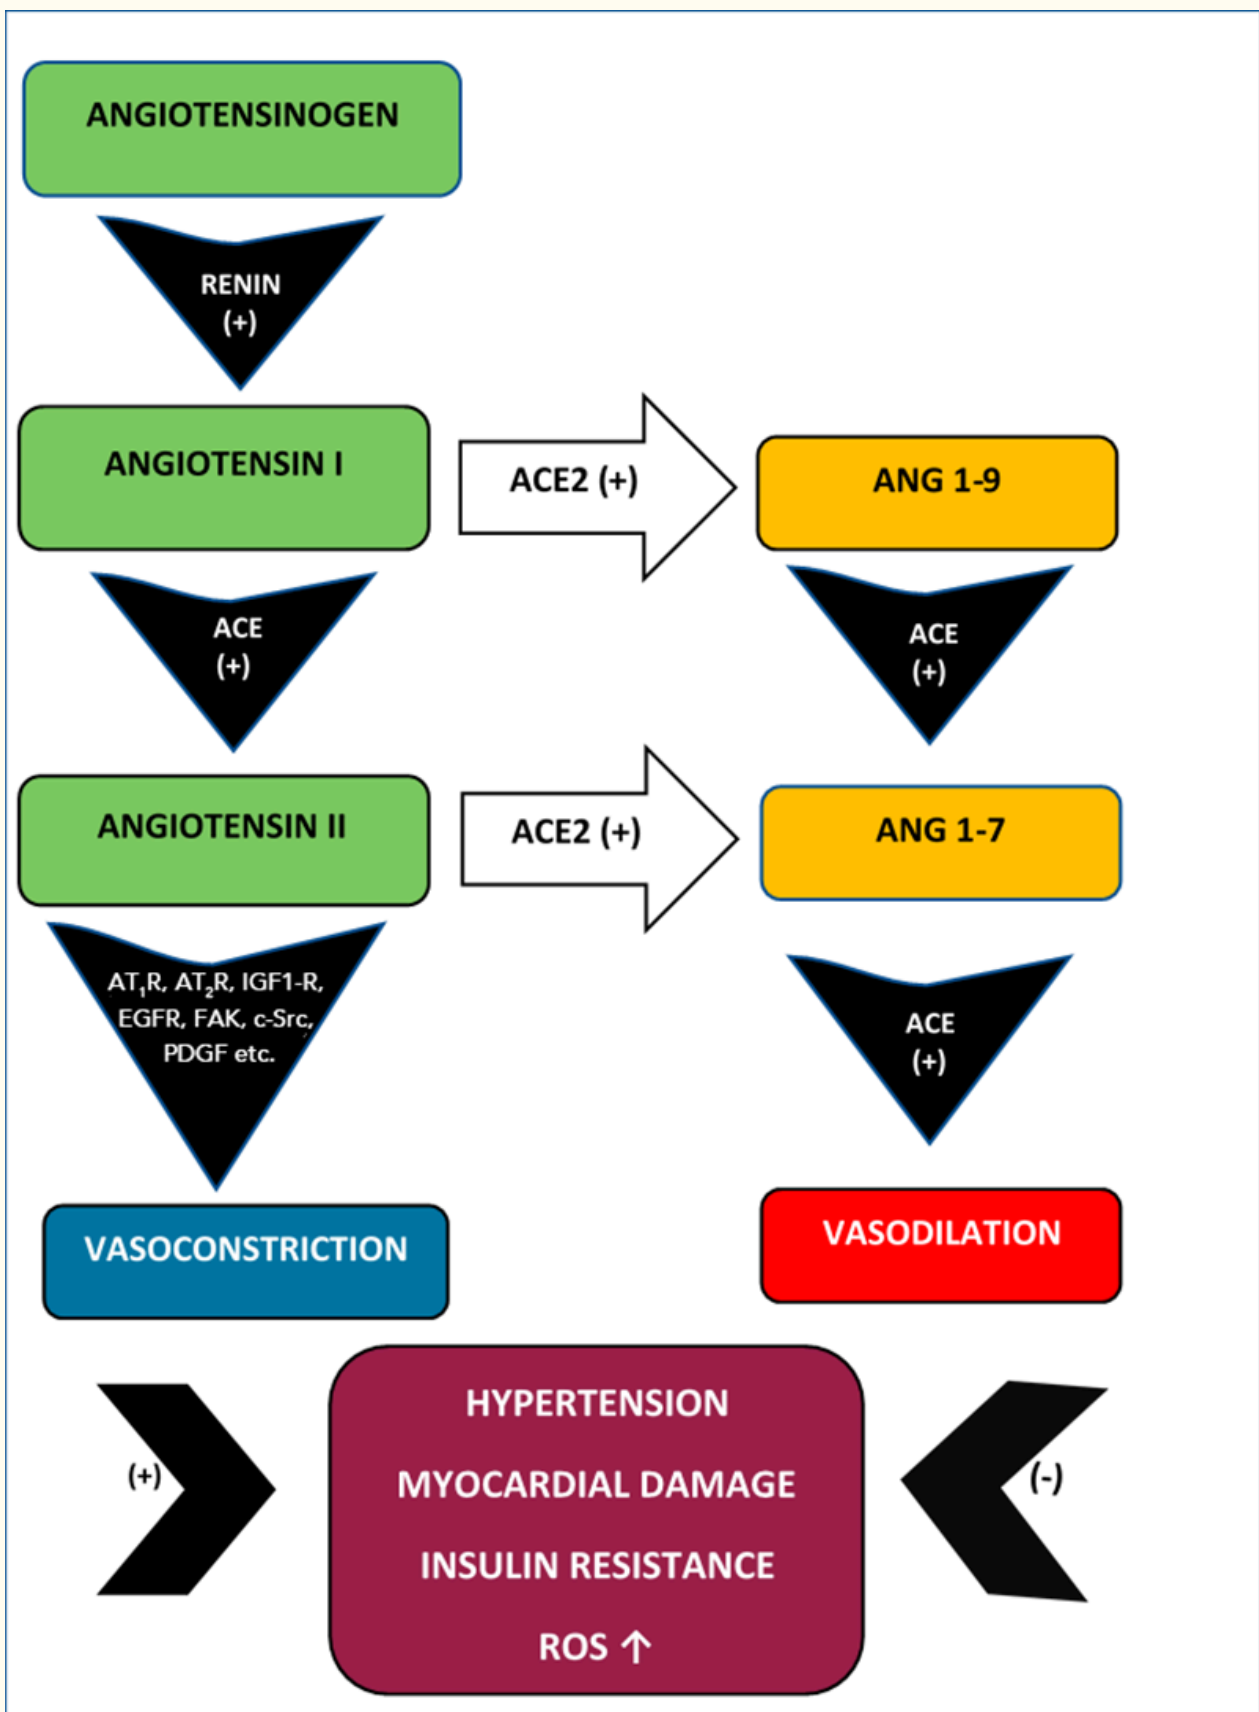 ANGIOTENSINOGEN
RENIN
(+)
ANGIOTENSIN I
ACE2 (+)
ANG 1-9
ACE
(+)
ACE
(+)
ANGIOTENSIN II
ACE2 (+)
ANG 1-7
AT₁R, AT₂R, IGF1-R,
EGFR, FAK, c-Src,
PDGF etc.
ACE
(+)
VASOCONSTRICTION
VASODILATION
(+)
HYPERTENSION
MYOCARDIAL DAMAGE
INSULIN RESISTANCE
ROS ↑
(-)